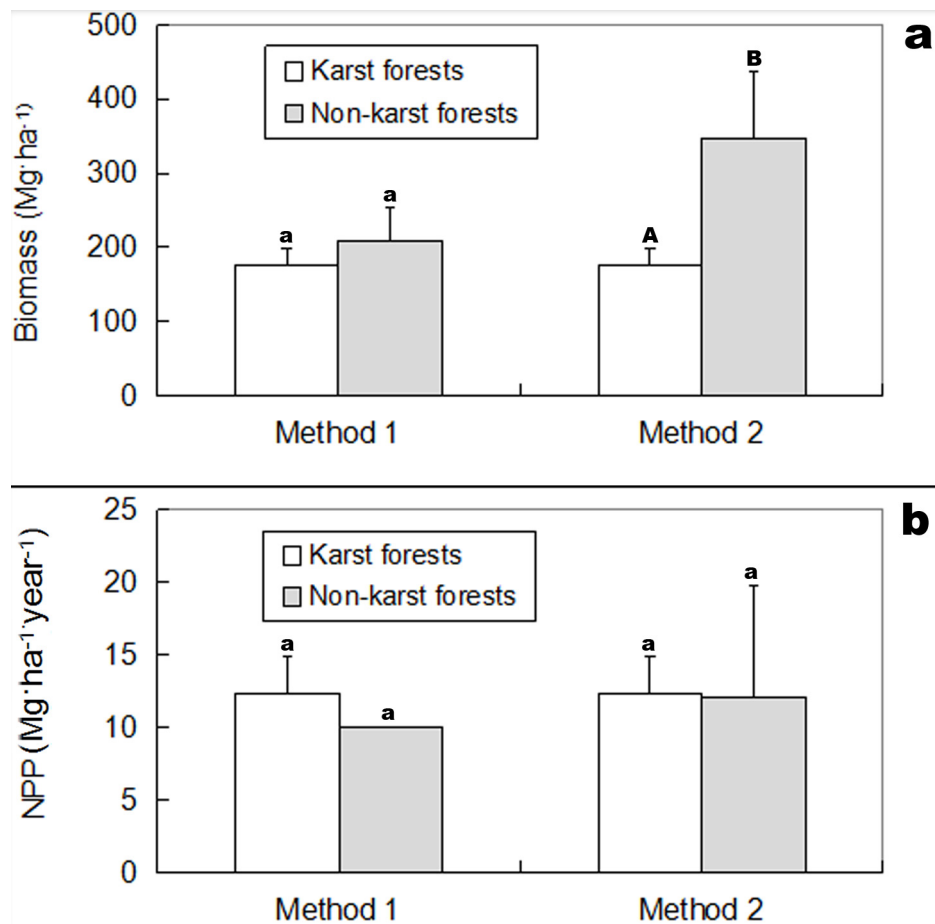 a
500
400
300
200
100
0
Biomass (Mg·ha⁻¹)
Karst forests
Non-karst forests
a
a
A
B
Method 1
Method 2
b
25
20
15
10
5
0
NPP (Mg·ha⁻¹·year⁻¹)
Karst forests
Non-karst forests
a
a
a
a
Method 1
Method 2